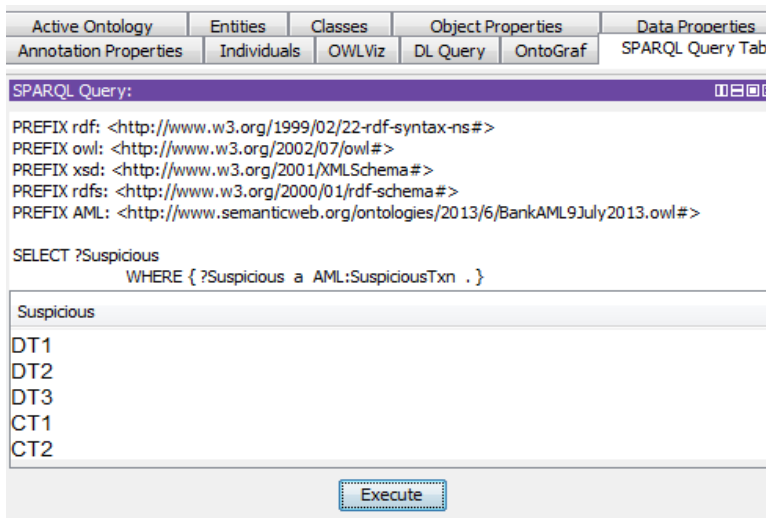 Active Ontology Entities Classes Object Properties Data Properties
Annotation Properties Individuals OWLViz DL Query OntoGraf SPARQL Query Tab
SPARQL Query:
PREFIX rdf: <http://www.w3.org/1999/02/22-rdf-syntax-ns#>
PREFIX owl: <http://www.w3.org/2002/07/owl#>
PREFIX xsd: <http://www.w3.org/2001/XMLSchema#>
PREFIX rdfs: <http://www.w3.org/2000/01/rdf-schema#>
PREFIX AML: <http://www.semanticweb.org/ontologies/2013/6/BankAML9July2013.owl#>
SELECT ?Suspicious
WHERE { ?Suspicious a AML:SuspiciousTxn . }
Suspicious
DT1
DT2
DT3
CT1
CT2
Execute